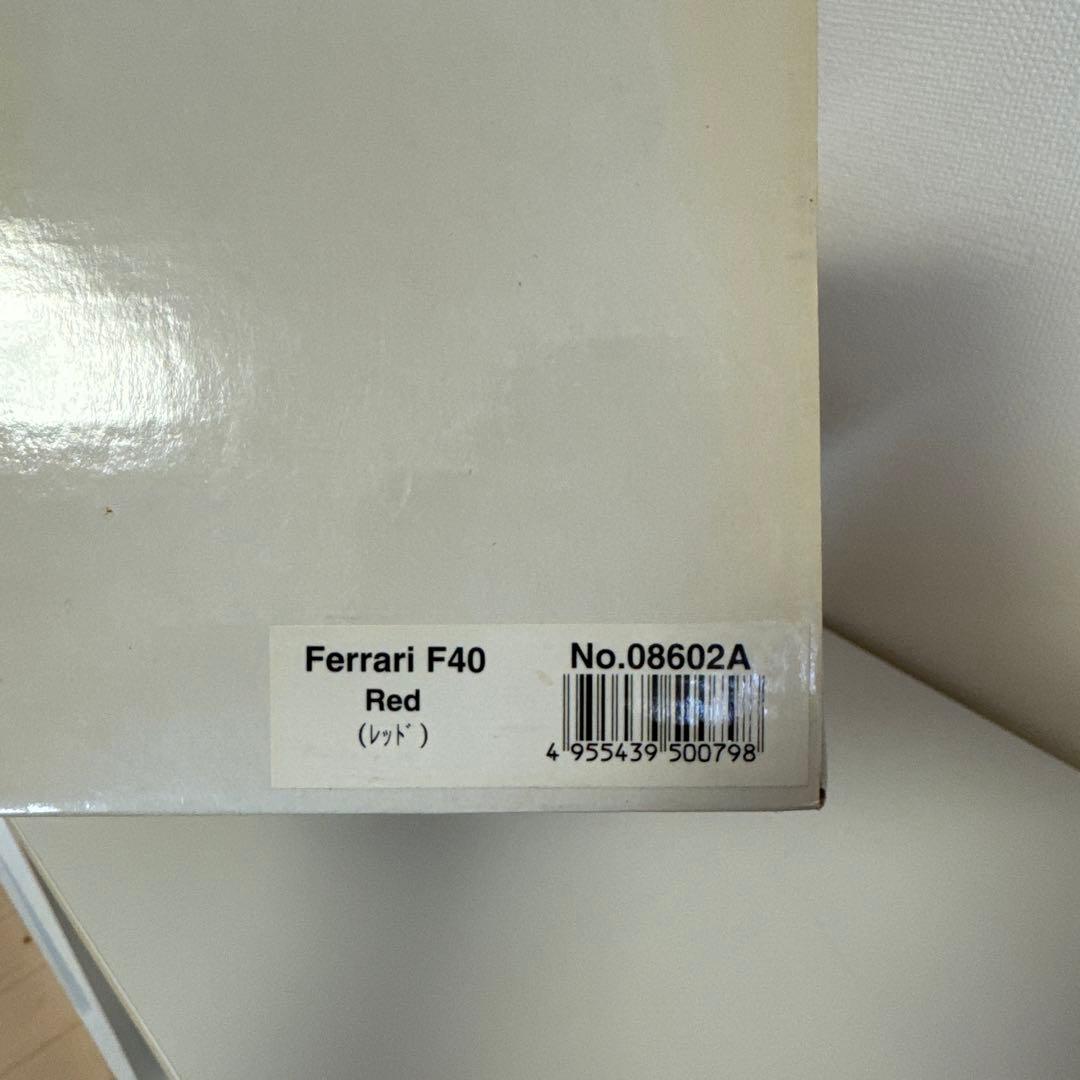 Ferrari F40
Red
(ﾚｯﾄﾞ)
No.08602A
4 955439 500798